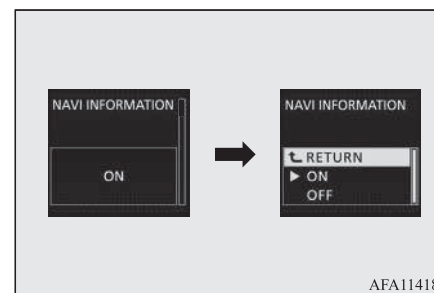 NAVI INFORMATION
ON
NAVI INFORMATION
RETURN
ON
OFF
AFA11418